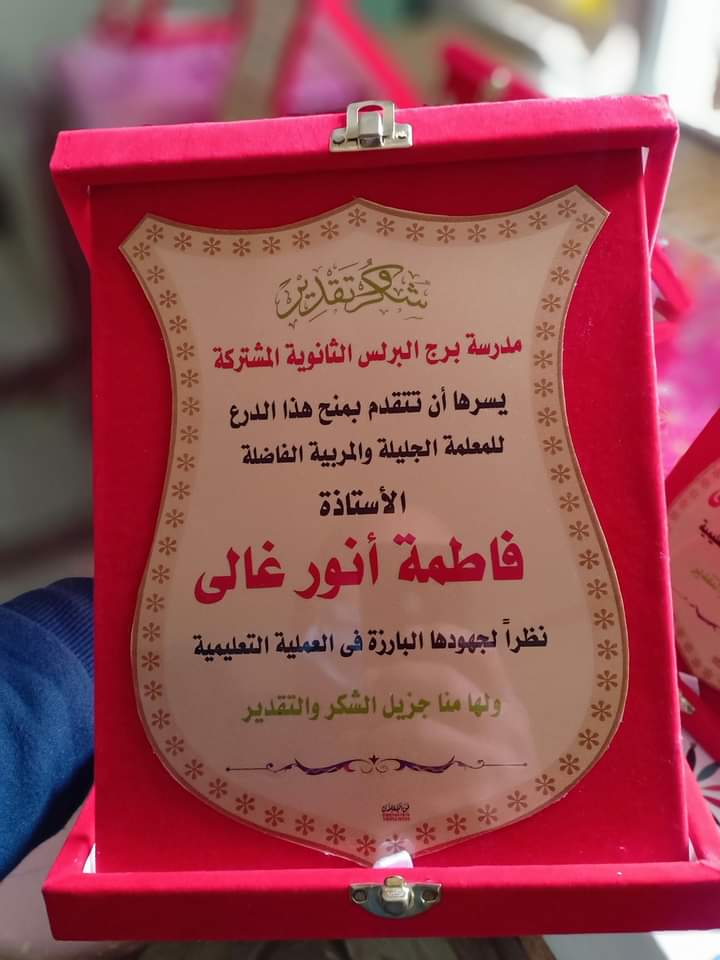 شكر وتقدير
مدرسة برج البرلس الثانوية المشتركة
يسرها أن تتقدم بمنح هذا الدرع
للمعلمة الجليلة والمربية الفاضلة
الأستاذة
فاطمة أنور غالى
نظراً لجهودها البارزة فى العملية التعليمية
ولها منا جزيل الشكر والتقدير